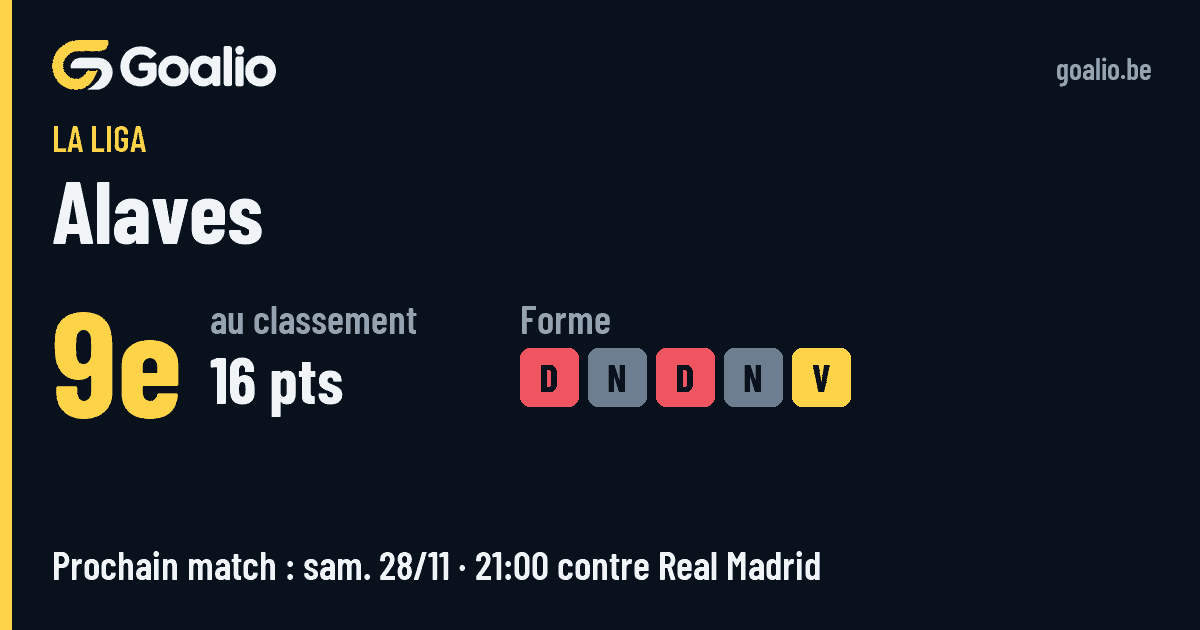 Goalio
goalio.be
LA LIGA
Alaves
9e
au classement
16 pts
Forme
D N D N V
Prochain match : sam. 28/11 · 21:00 contre Real Madrid